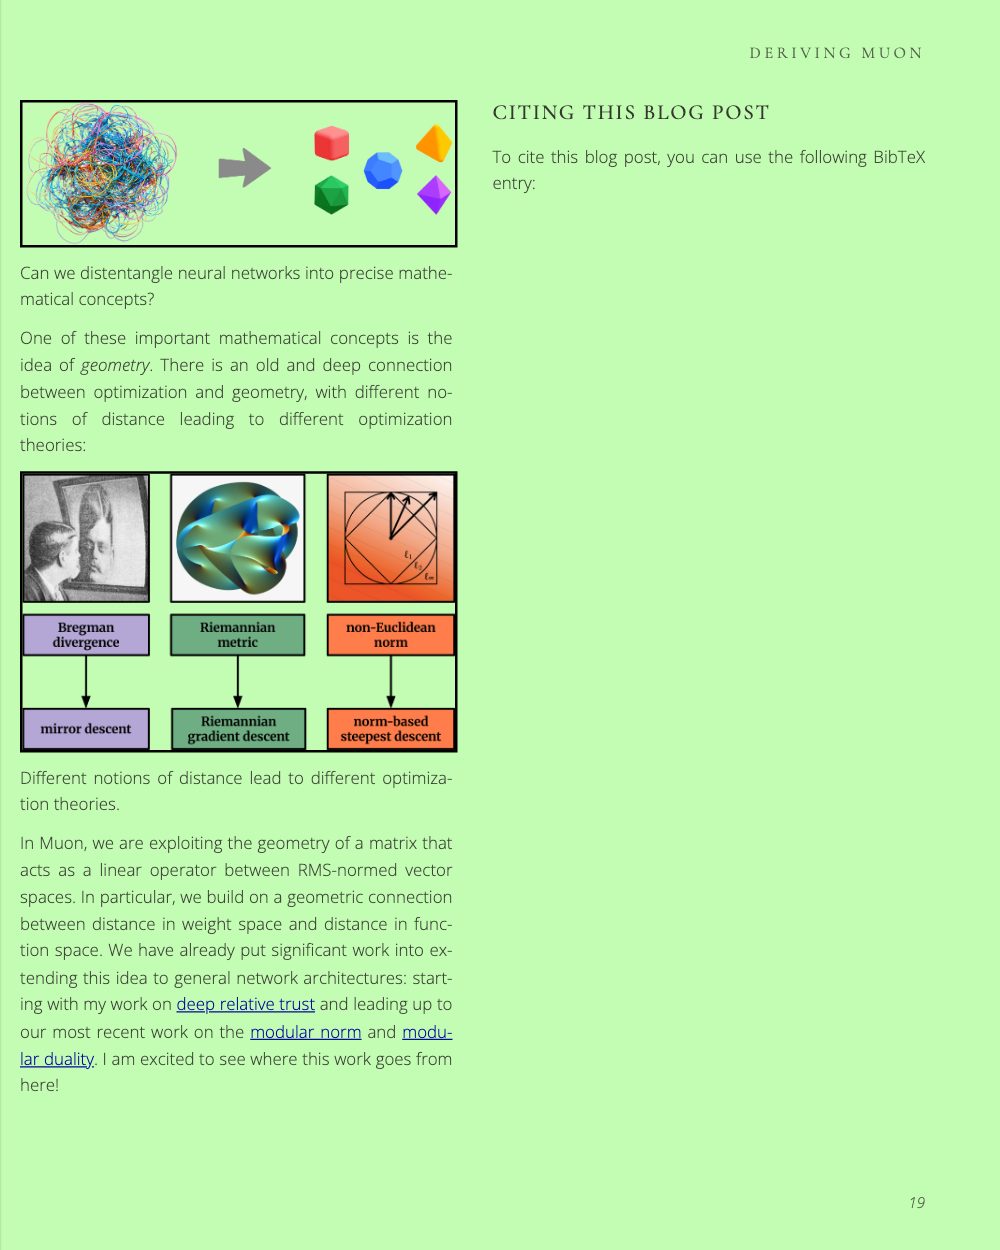 DERIVING MUON
Can we distentangle neural networks into precise mathe-
matical concepts?
One of these important mathematical concepts is the
idea of geometry. There is an old and deep connection
between optimization and geometry, with different no-
tions of distance leading to different optimization
theories:
ℓ₁
ℓ₂
ℓ∞
Bregman
divergence
Riemannian
metric
non-Euclidean
norm
mirror descent
Riemannian
gradient descent
norm-based
steepest descent
Different notions of distance lead to different optimiza-
tion theories.
In Muon, we are exploiting the geometry of a matrix that
acts as a linear operator between RMS-normed vector
spaces. In particular, we build on a geometric connection
between distance in weight space and distance in func-
tion space. We have already put significant work into ex-
tending this idea to general network architectures: start-
ing with my work on deep relative trust and leading up to
our most recent work on the modular norm and modu-
lar duality. I am excited to see where this work goes from
here!
CITING THIS BLOG POST
To cite this blog post, you can use the following BibTeX
entry:
19